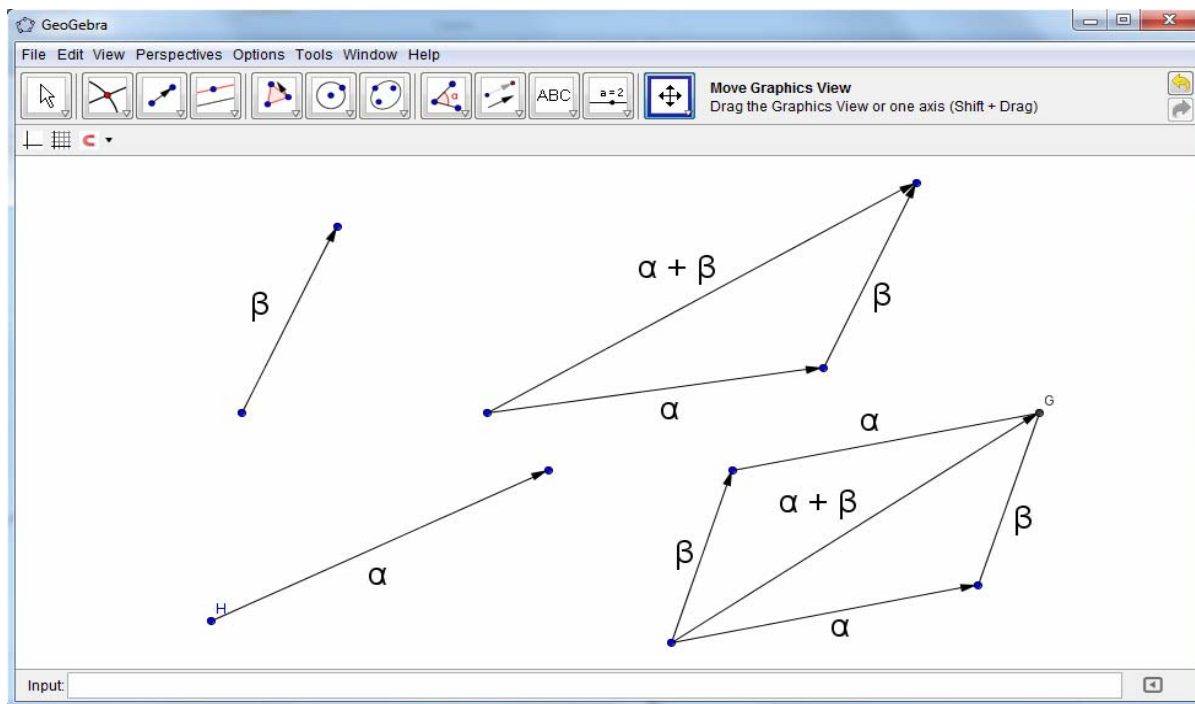 GeoGebra
File Edit View Perspectives Options Tools Window Help
α ABC a=2
Move Graphics View
Drag the Graphics View or one axis (Shift + Drag)
β
α + β
β
α
G
α
α + β
β
β
α
H
α
Input: